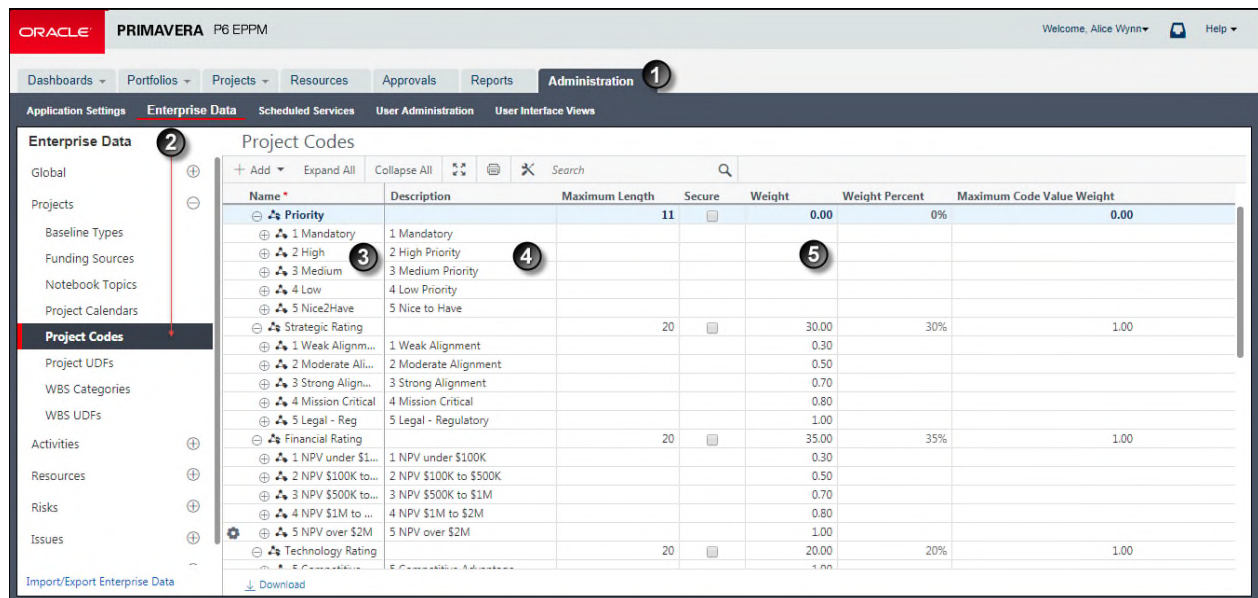 ORACLE PRIMAVERA P6 EPPM Welcome, Alice Wynn Help
Dashboards Portfolios Projects Resources Approvals Reports Administration 1
Application Settings Enterprise Data Scheduled Services User Administration User Interface Views
Enterprise Data 2
Global
Projects
Baseline Types
Funding Sources
Notebook Topics
Project Calendars
Project Codes
Project UDFs
WBS Categories
WBS UDFs
Activities
Resources
Risks
Issues
Import/Export Enterprise Data
Project Codes
+ Add Expand All Collapse All Search
Name * Description Maximum Length Secure Weight Weight Percent Maximum Code Value Weight
Priority 11 0.00 0% 0.00
1 Mandatory 1 Mandatory
2 High 3 2 High Priority 4 5
3 Medium 3 Medium Priority
4 Low 4 Low Priority
5 Nice2Have 5 Nice to Have
Strategic Rating 20 30.00 30% 1.00
1 Weak Alignm... 1 Weak Alignment 0.30
2 Moderate Ali... 2 Moderate Alignment 0.50
3 Strong Align... 3 Strong Alignment 0.70
4 Mission Critical 4 Mission Critical 0.80
5 Legal - Reg 5 Legal - Regulatory 1.00
Financial Rating 20 35.00 35% 1.00
1 NPV under $1... 1 NPV under $100K 0.30
2 NPV $100K to... 2 NPV $100K to $500K 0.50
3 NPV $500K to... 3 NPV $500K to $1M 0.70
4 NPV $1M to ... 4 NPV $1M to $2M 0.80
5 NPV over $2M 5 NPV over $2M 1.00
Technology Rating 20 20.00 20% 1.00
Download